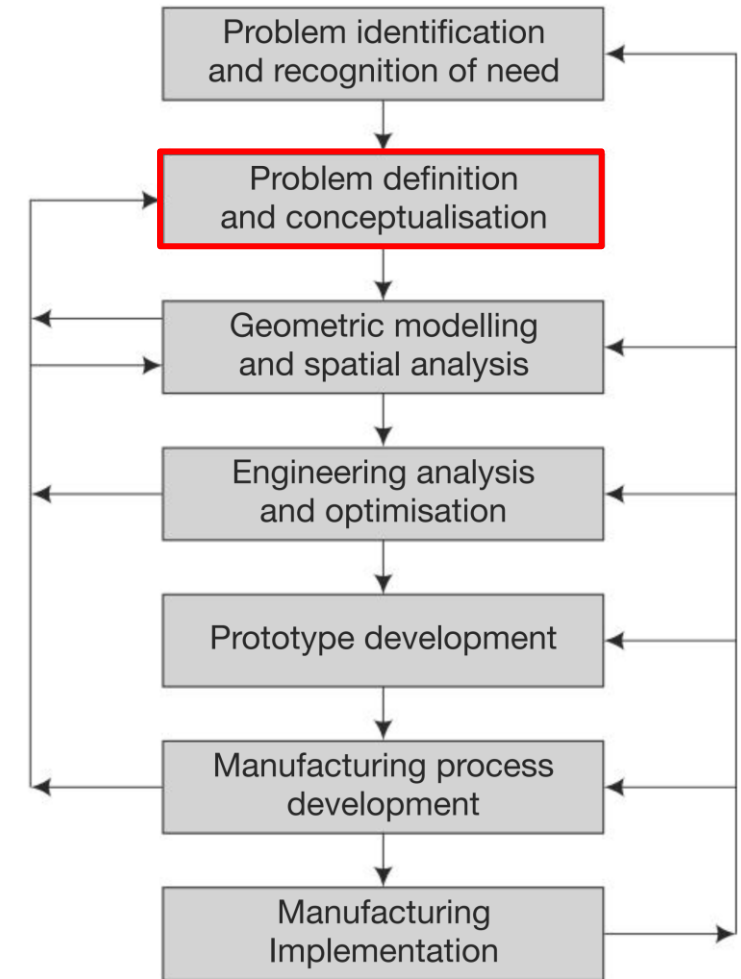 Problem identification
and recognition of need
Problem definition
and conceptualisation
Geometric modelling
and spatial analysis
Engineering analysis
and optimisation
Prototype development
Manufacturing process
development
Manufacturing
Implementation